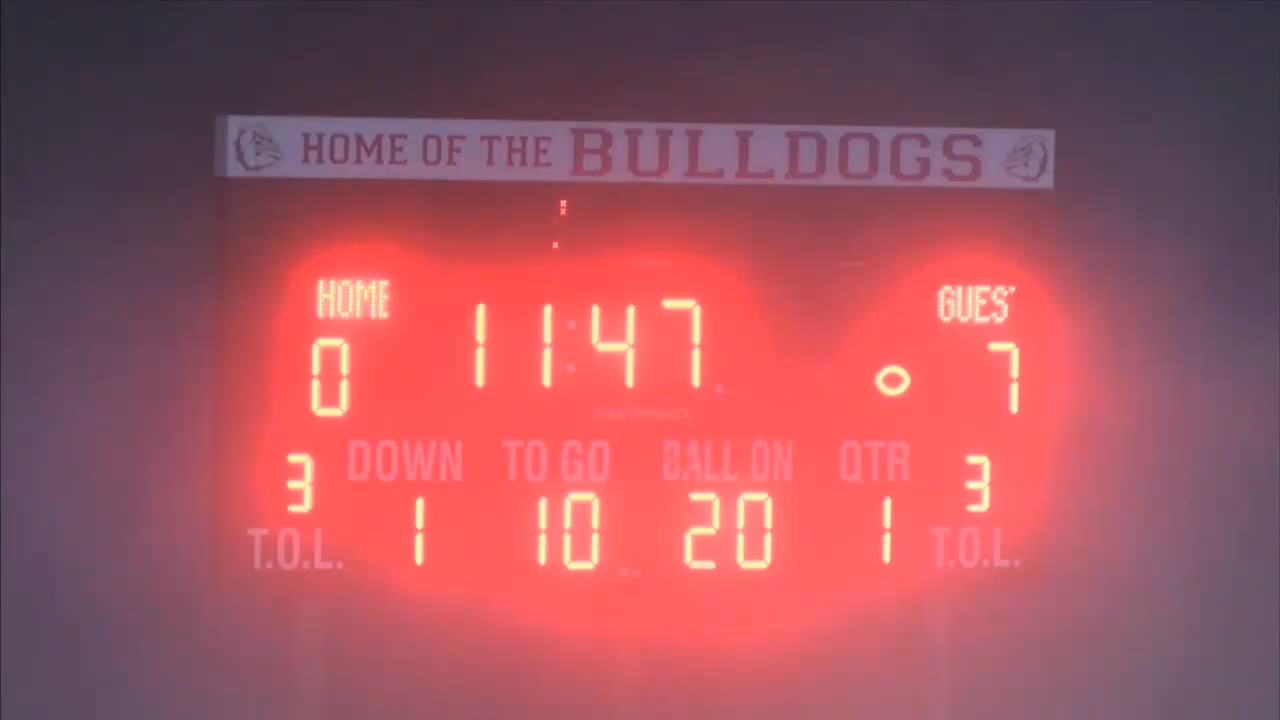 HOME OF THE BULLDOGS
HOME 11:47 GUEST
0 7
DOWN TO GO BALL ON QTR
3 1 10 20 1 3
T.O.L. T.O.L.